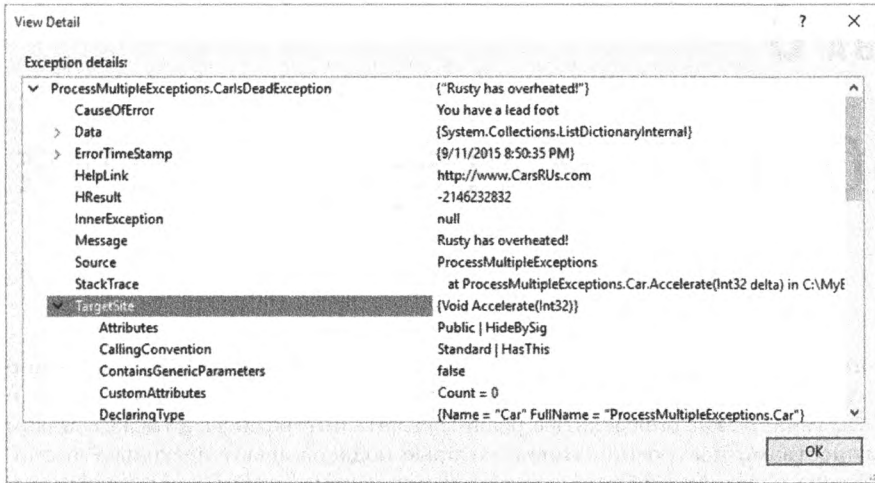 View Detail ? ×
Exception details:
ProcessMultipleExceptions.CarIsDeadException {"Rusty has overheated!"}
CauseOfError You have a lead foot
> Data {System.Collections.ListDictionaryInternal}
> ErrorTimeStamp {9/11/2015 8:50:35 PM}
HelpLink http://www.CarsRUs.com
HResult -2146232832
InnerException null
Message Rusty has overheated!
Source ProcessMultipleExceptions
StackTrace at ProcessMultipleExceptions.Car.Accelerate(Int32 delta) in C:\MyB
TargetSite {Void Accelerate(Int32)}
Attributes Public | HideBySig
CallingConvention Standard | HasThis
ContainsGenericParameters false
CustomAttributes Count = 0
DeclaringType {Name = "Car" FullName = "ProcessMultipleExceptions.Car"}
OK